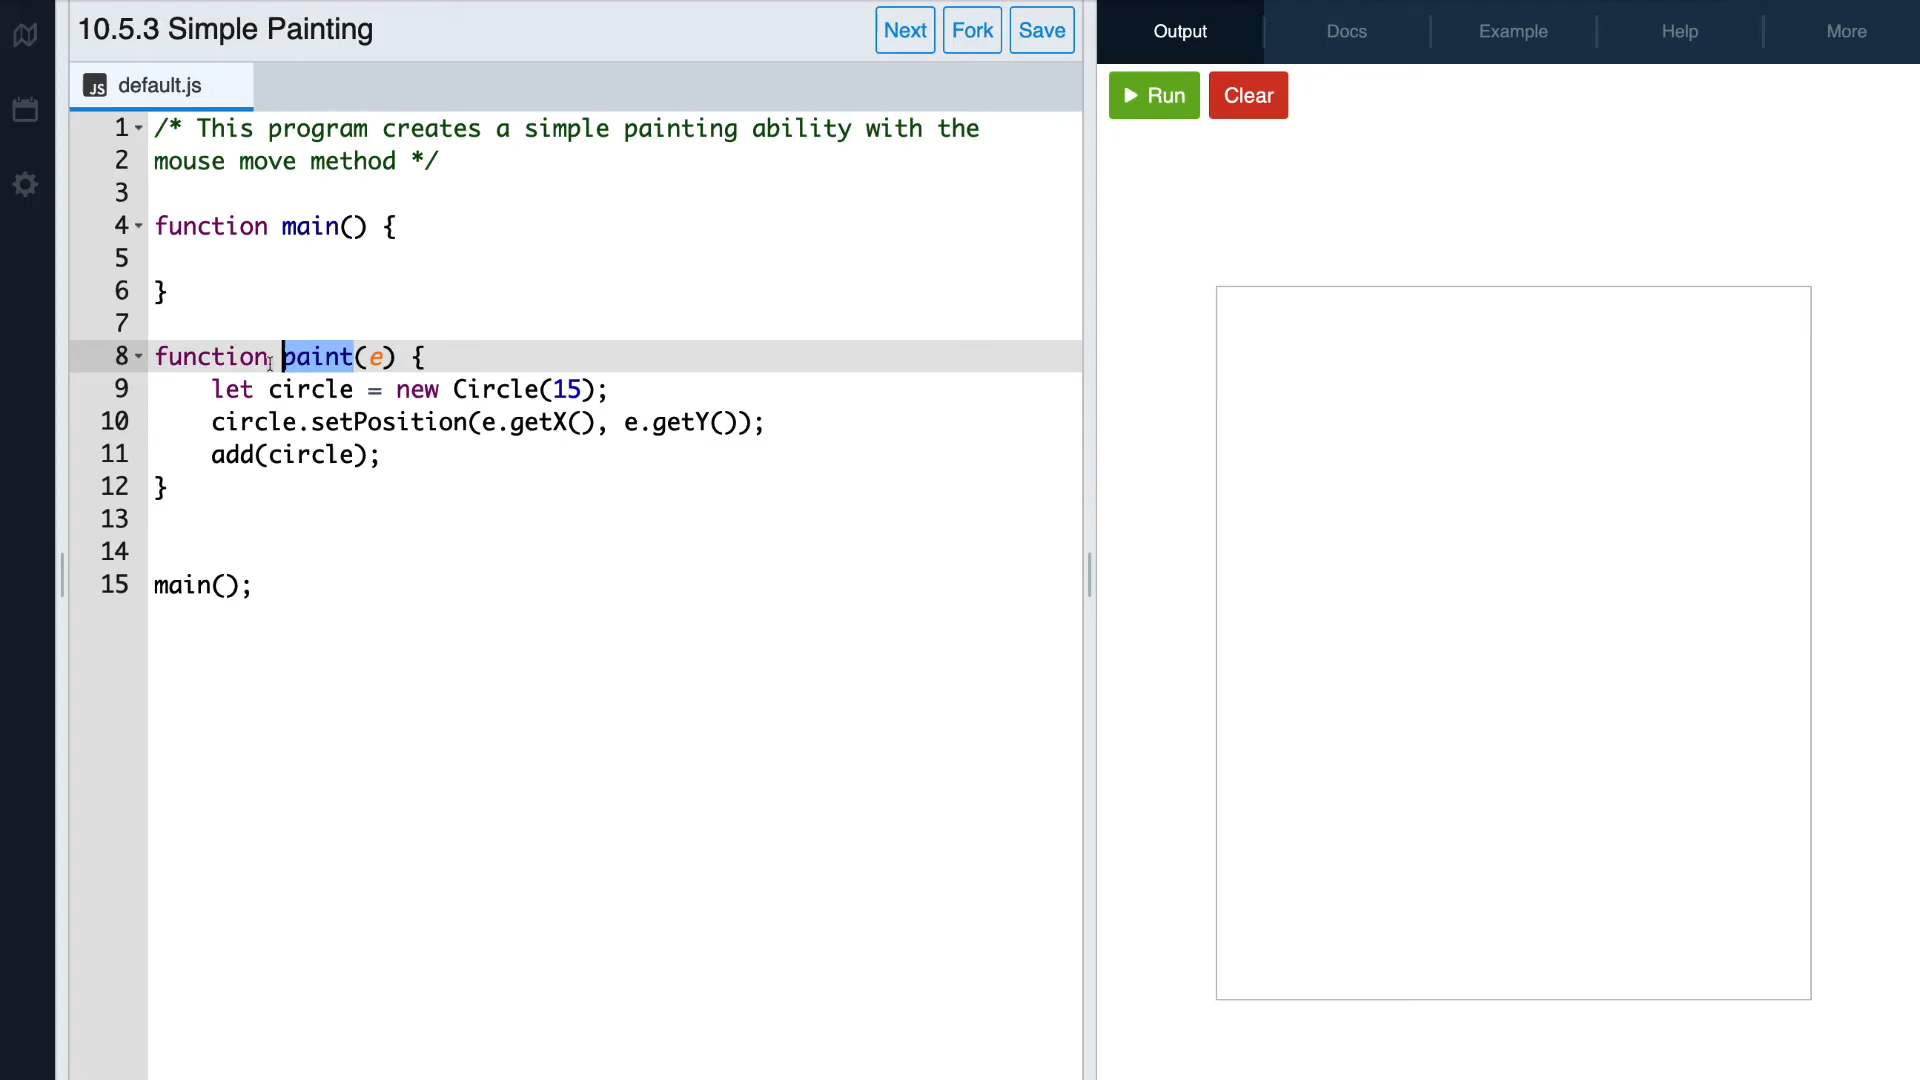 10.5.3 Simple Painting
Next
Fork
Save
JS default.js
1 /* This program creates a simple painting ability with the
2 mouse move method */
3
4 function main() {
5
6 }
7
8 function paint(e) {
9 let circle = new Circle(15);
10 circle.setPosition(e.getX(), e.getY());
11 add(circle);
12 }
13
14
15 main();
Output
Docs
Example
Help
More
Run
Clear